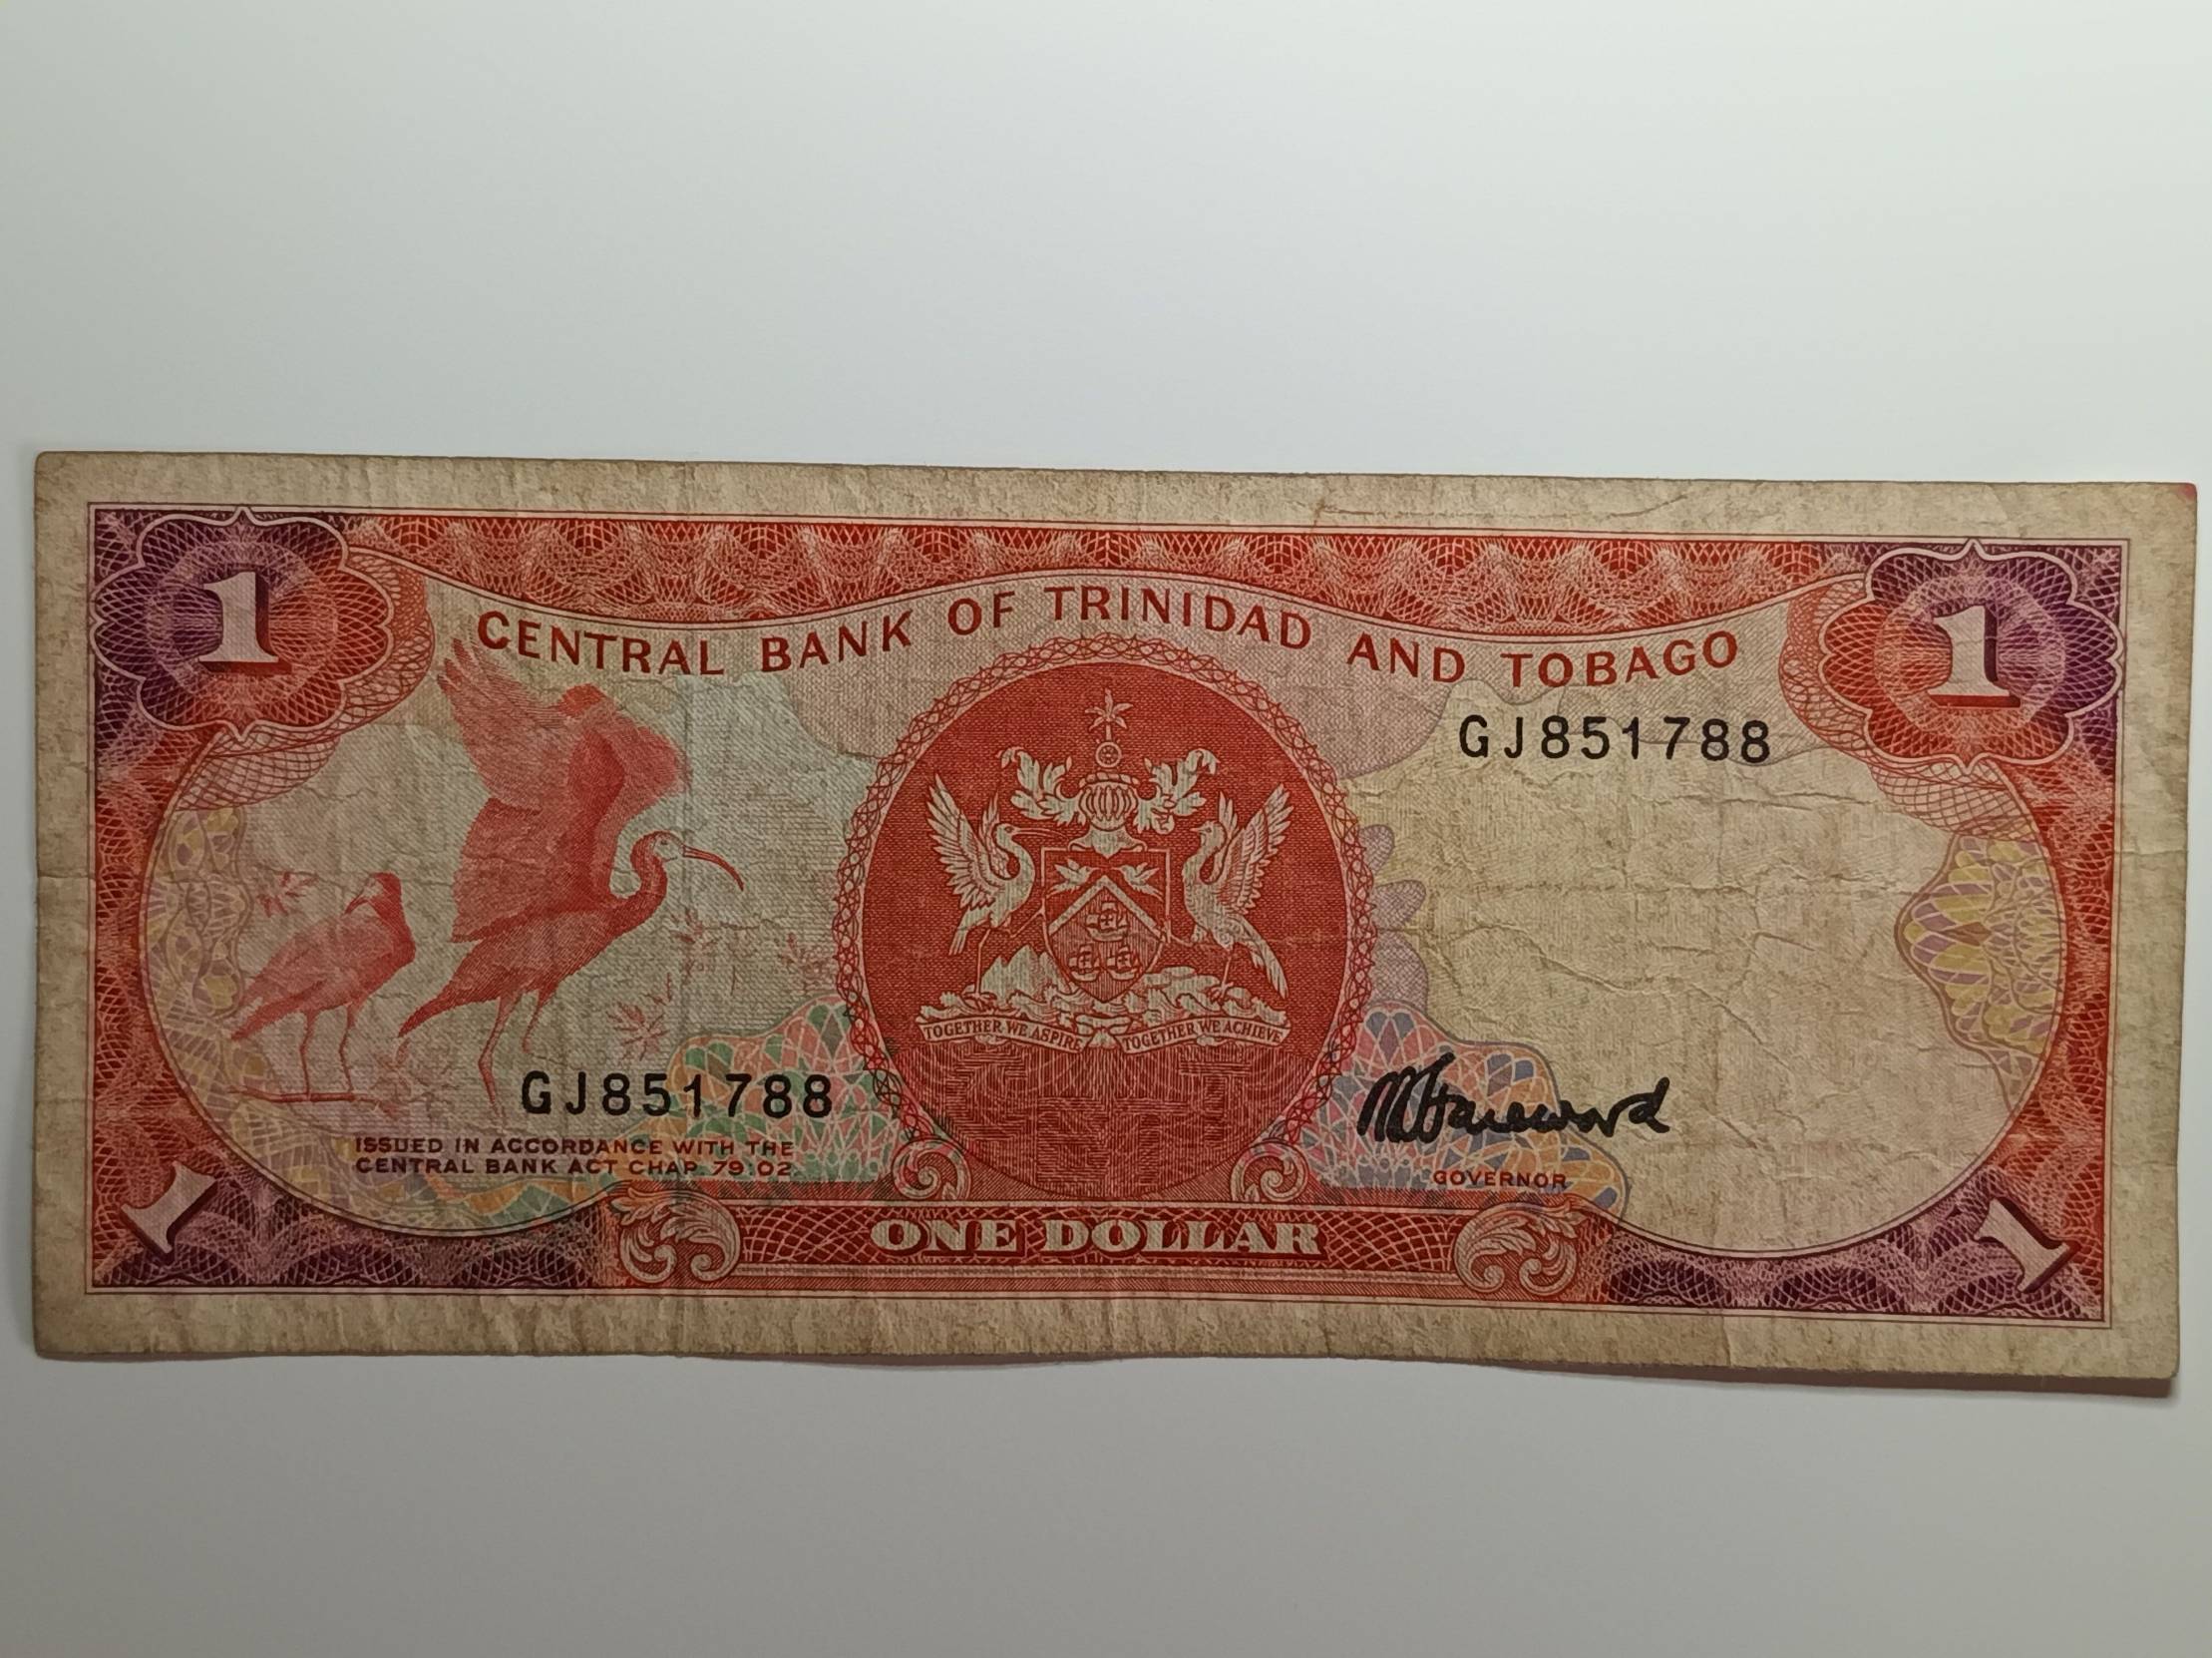 1
1
CENTRAL BANK OF TRINIDAD AND TOBAGO
GJ851788
TOGETHER WE ASPIRE TOGETHER WE ACHIEVE
GJ851788
ISSUED IN ACCORDANCE WITH THE
CENTRAL BANK ACT CHAP. 79:02
GOVERNOR
1
ONE DOLLAR
1